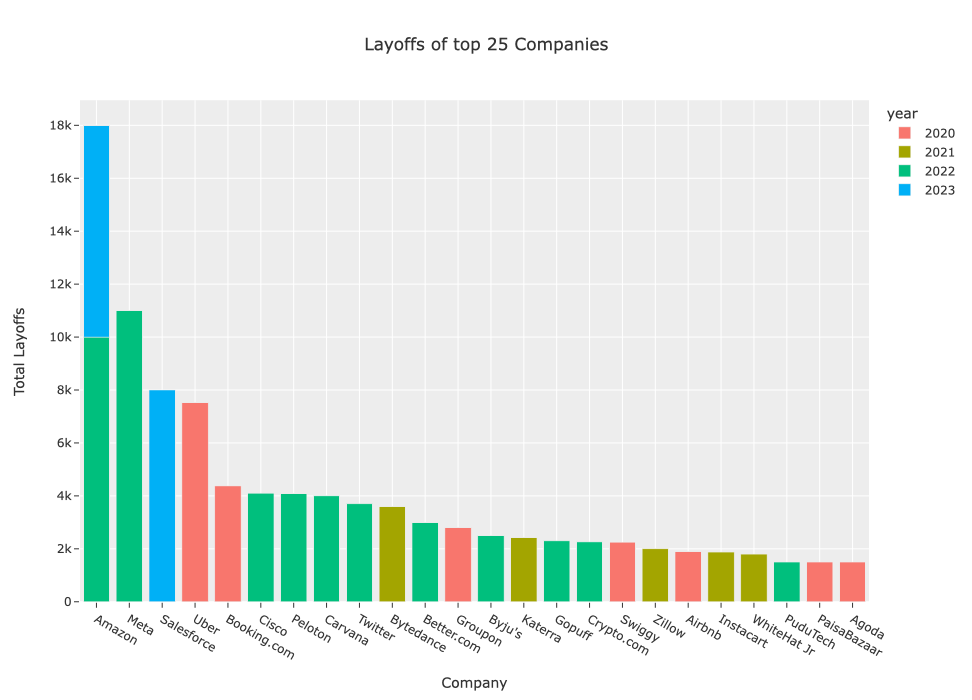 Layoffs of top 25 Companies
year
2020
2021
2022
2023
Total Layoffs
18k
16k
14k
12k
10k
8k
6k
4k
2k
0
Amazon
Meta
Salesforce
Uber
Booking.com
Cisco
Peloton
Carvana
Twitter
Bytedance
Better.com
Groupon
Byju's
Katerra
Gopuff
Crypto.com
Swiggy
Zillow
Airbnb
Instacart
WhiteHat Jr
PuduTech
PaisaBazaar
Agoda
Company